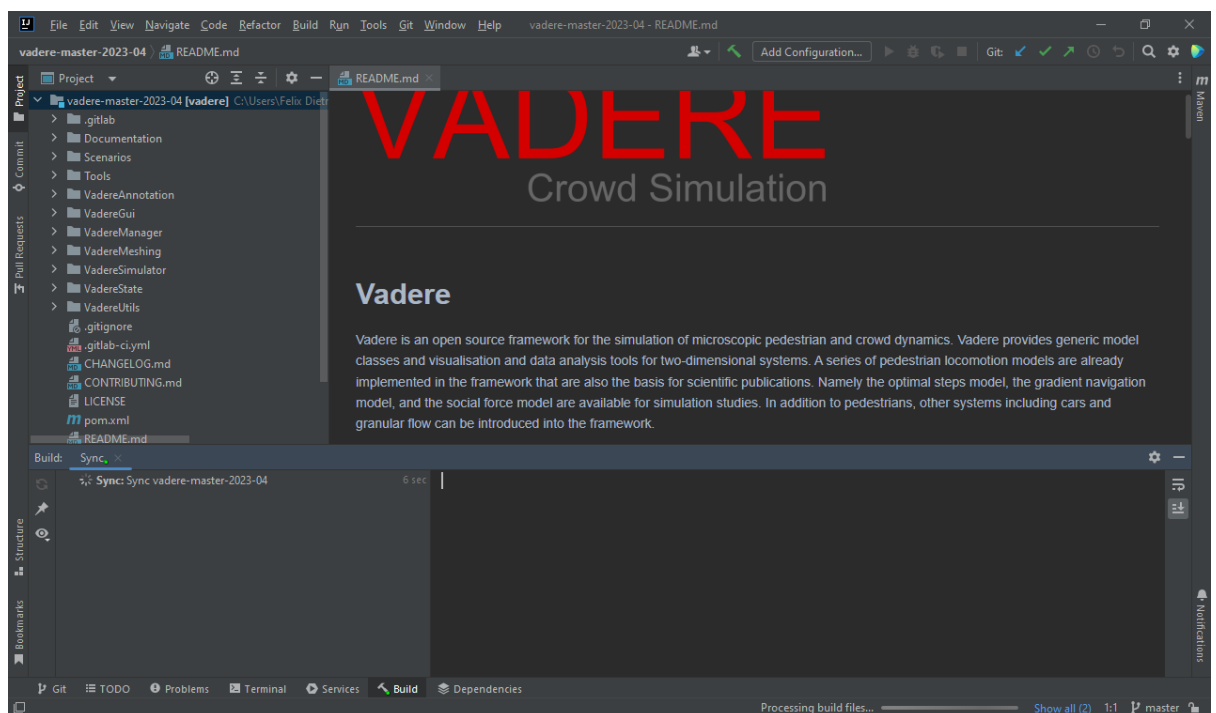 File Edit View Navigate Code Refactor Build Run Tools Git Window Help vadere-master-2023-04 - README.md
vadere-master-2023-04 README.md Add Configuration... Git:
Project README.md
vadere-master-2023-04 [vadere] C:\Users\Felix Dietr
.gitlab
Documentation
Scenarios
Tools
VadereAnnotation
VadereGui
VadereManager
VadereMeshing
VadereSimulator
VadereState
VadereUtils
.gitignore
.gitlab-ci.yml
CHANGELOG.md
CONTRIBUTING.md
LICENSE
pom.xml
README.md
VADERE
Crowd Simulation
Vadere
Vadere is an open source framework for the simulation of microscopic pedestrian and crowd dynamics. Vadere provides generic model
classes and visualisation and data analysis tools for two-dimensional systems. A series of pedestrian locomotion models are already
implemented in the framework that are also the basis for scientific publications. Namely the optimal steps model, the gradient navigation
model, and the social force model are available for simulation studies. In addition to pedestrians, other systems including cars and
granular flow can be introduced into the framework.
Build: Sync
Sync: Sync vadere-master-2023-04 6 sec
Project
Commit
Pull Requests
Structure
Bookmarks
Maven
Notifications
Git TODO Problems Terminal Services Build Dependencies
Processing build files... Show all (2) 1:1 master